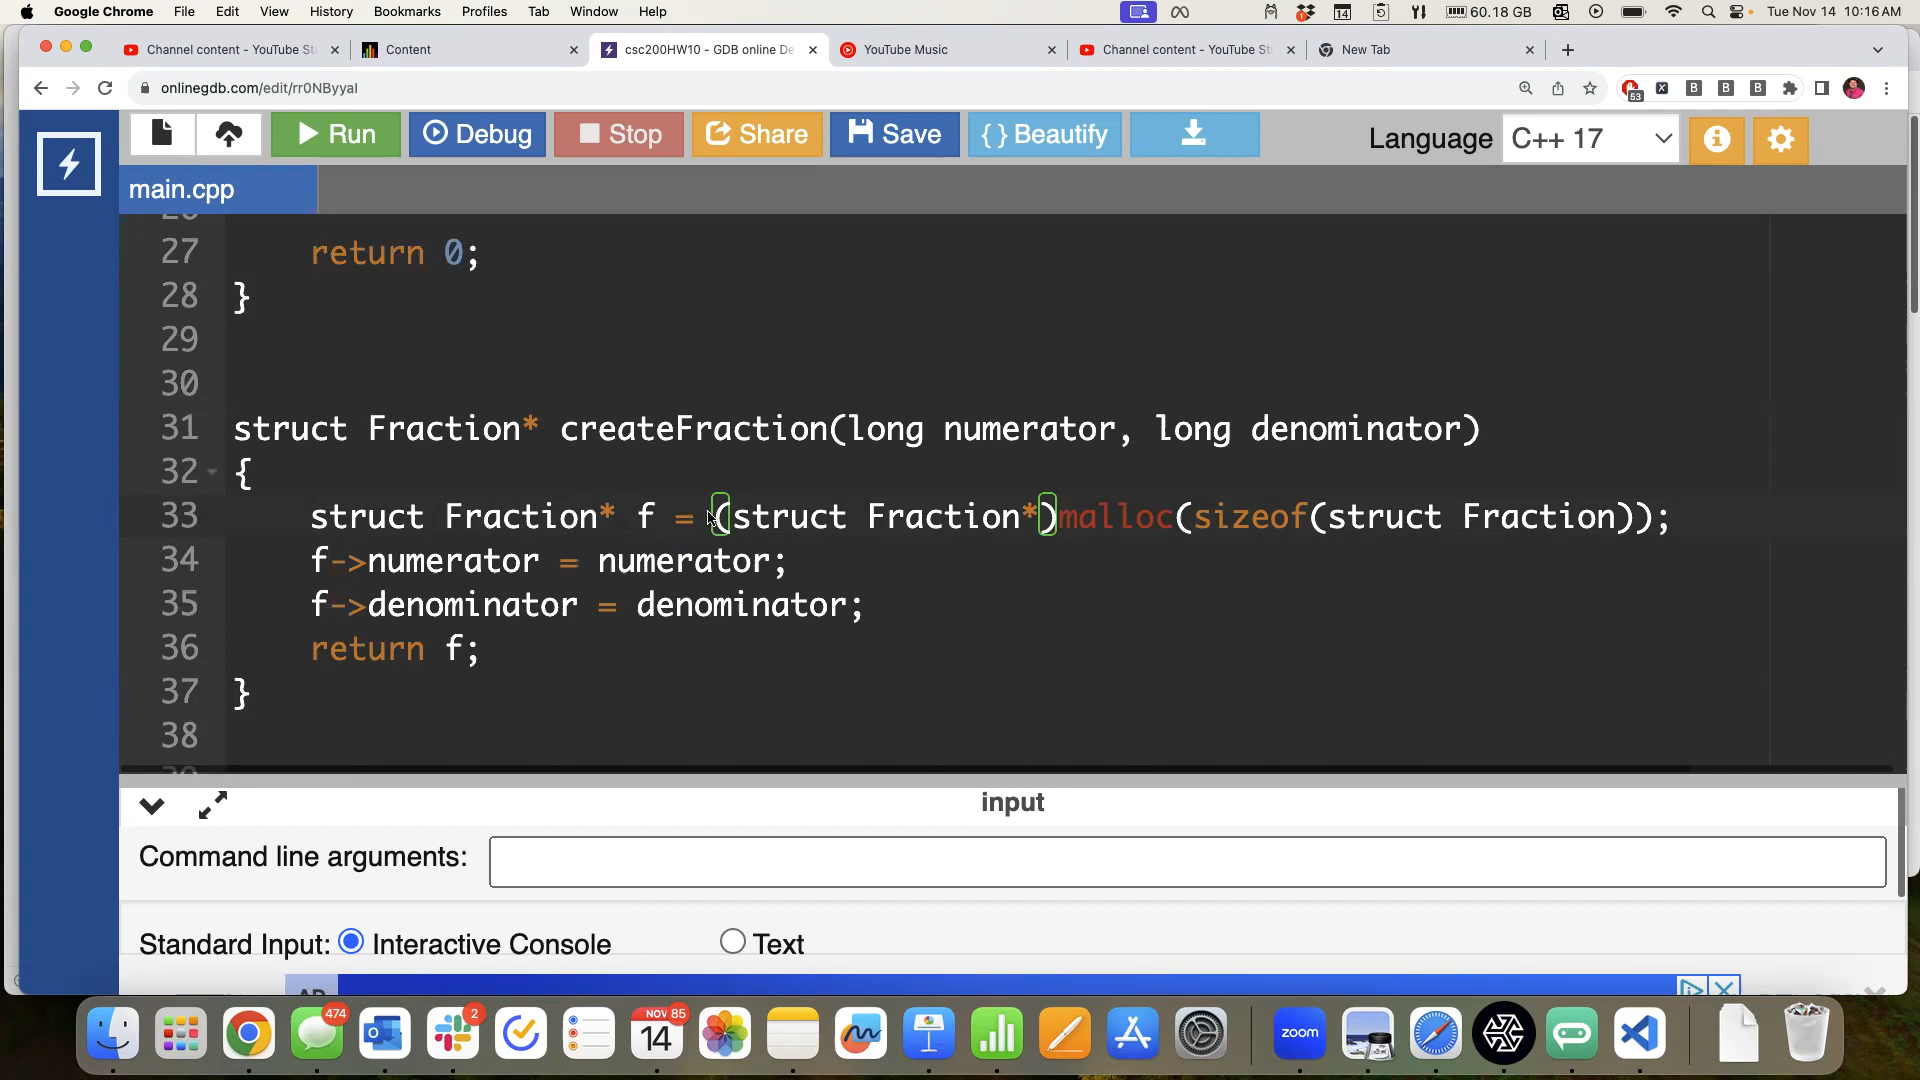 Google Chrome File Edit View History Bookmarks Profiles Tab Window Help 14 60.18 GB Tue Nov 14 10:16 AM
Channel content - YouTube St Content csc200HW10 - GDB online De YouTube Music Channel content - YouTube St New Tab
onlinegdb.com/edit/rr0NByyaI 53
Run Debug Stop Share Save {} Beautify Language C++ 17
main.cpp
27 return 0;
28 }
29
30
31 struct Fraction* createFraction(long numerator, long denominator)
32 {
33 struct Fraction* f = (struct Fraction*)malloc(sizeof(struct Fraction));
34 f->numerator = numerator;
35 f->denominator = denominator;
36 return f;
37 }
38
input
Command line arguments:
Standard Input: Interactive Console Text
474 2 NOV 85 14 zoom